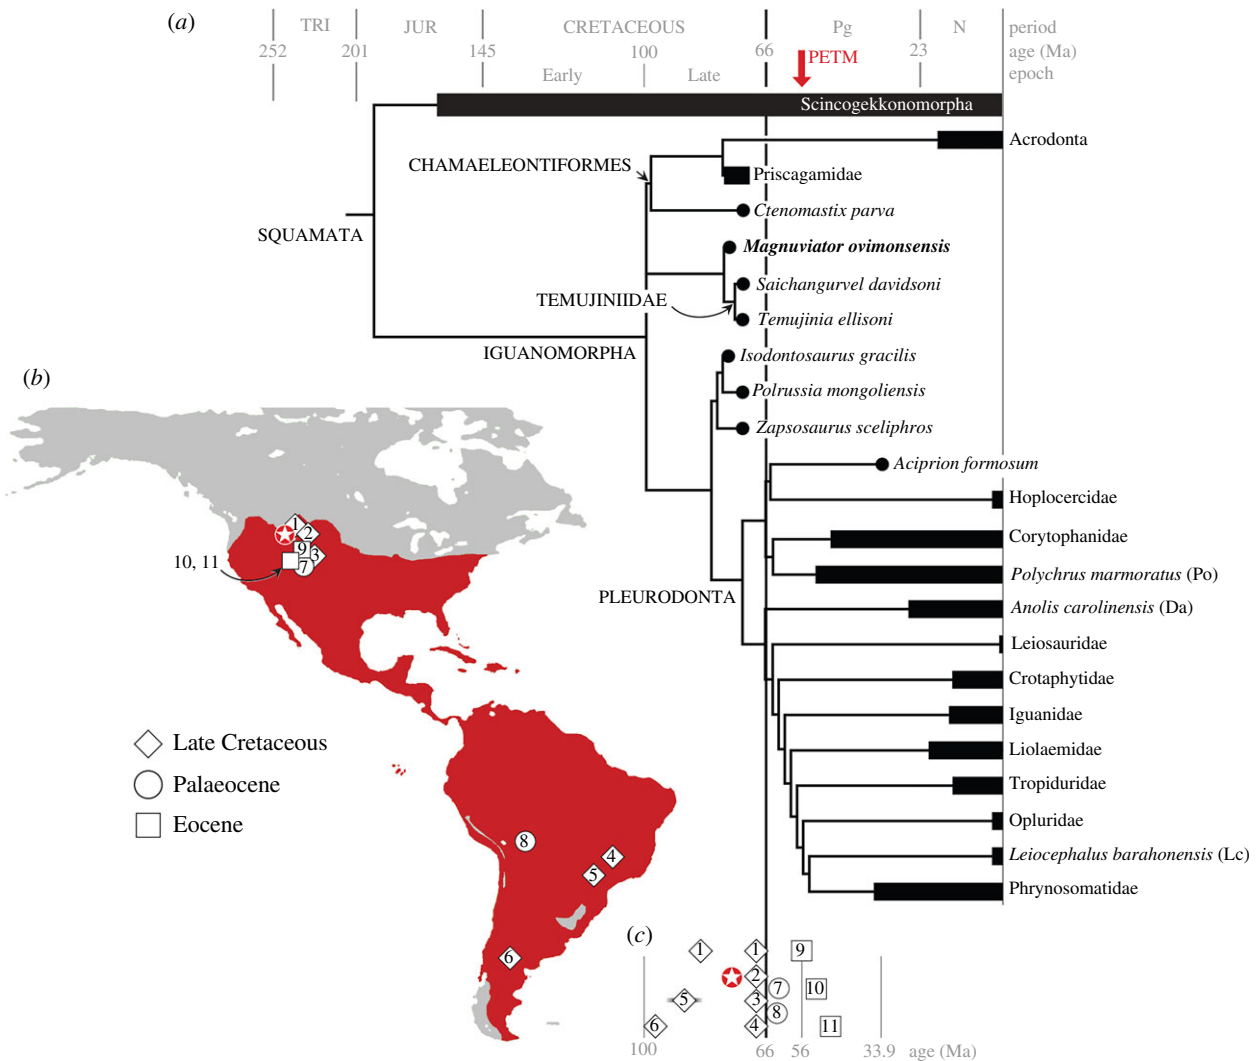 (a)
TRI JUR CRETACEOUS Pg N period
252 201 145 100 66 23 age (Ma)
PETM
Early Late epoch
Scincogekkonomorpha
Acrodonta
CHAMAELEONTIFORMES
Priscagamidae
Ctenomastix parva
SQUAMATA
Magnuviator ovimonsensis
Saichangurvel davidsoni
TEMUJINIIDAE
Temujinia ellisoni
IGUANOMORPHA
Isodontosaurus gracilis
(b)
Polrussia mongoliensis
Zapsosaurus sceliphros
Aciprion formosum
Hoplocercidae
Corytophanidae
Polychrus marmoratus (Po)
PLEURODONTA
Anolis carolinensis (Da)
Leiosauridae
Crotaphytidae
Iguanidae
Liolaemidae
Tropiduridae
Opluridae
Leiocephalus barahonensis (Lc)
Phrynosomatidae
1
2
9
3
10, 11
7
Late Cretaceous
Palaeocene
Eocene
8
4
5
6
(c)
1 1 9
2
7 10
5 3
8
6 4 11
100 66 56 33.9 age (Ma)